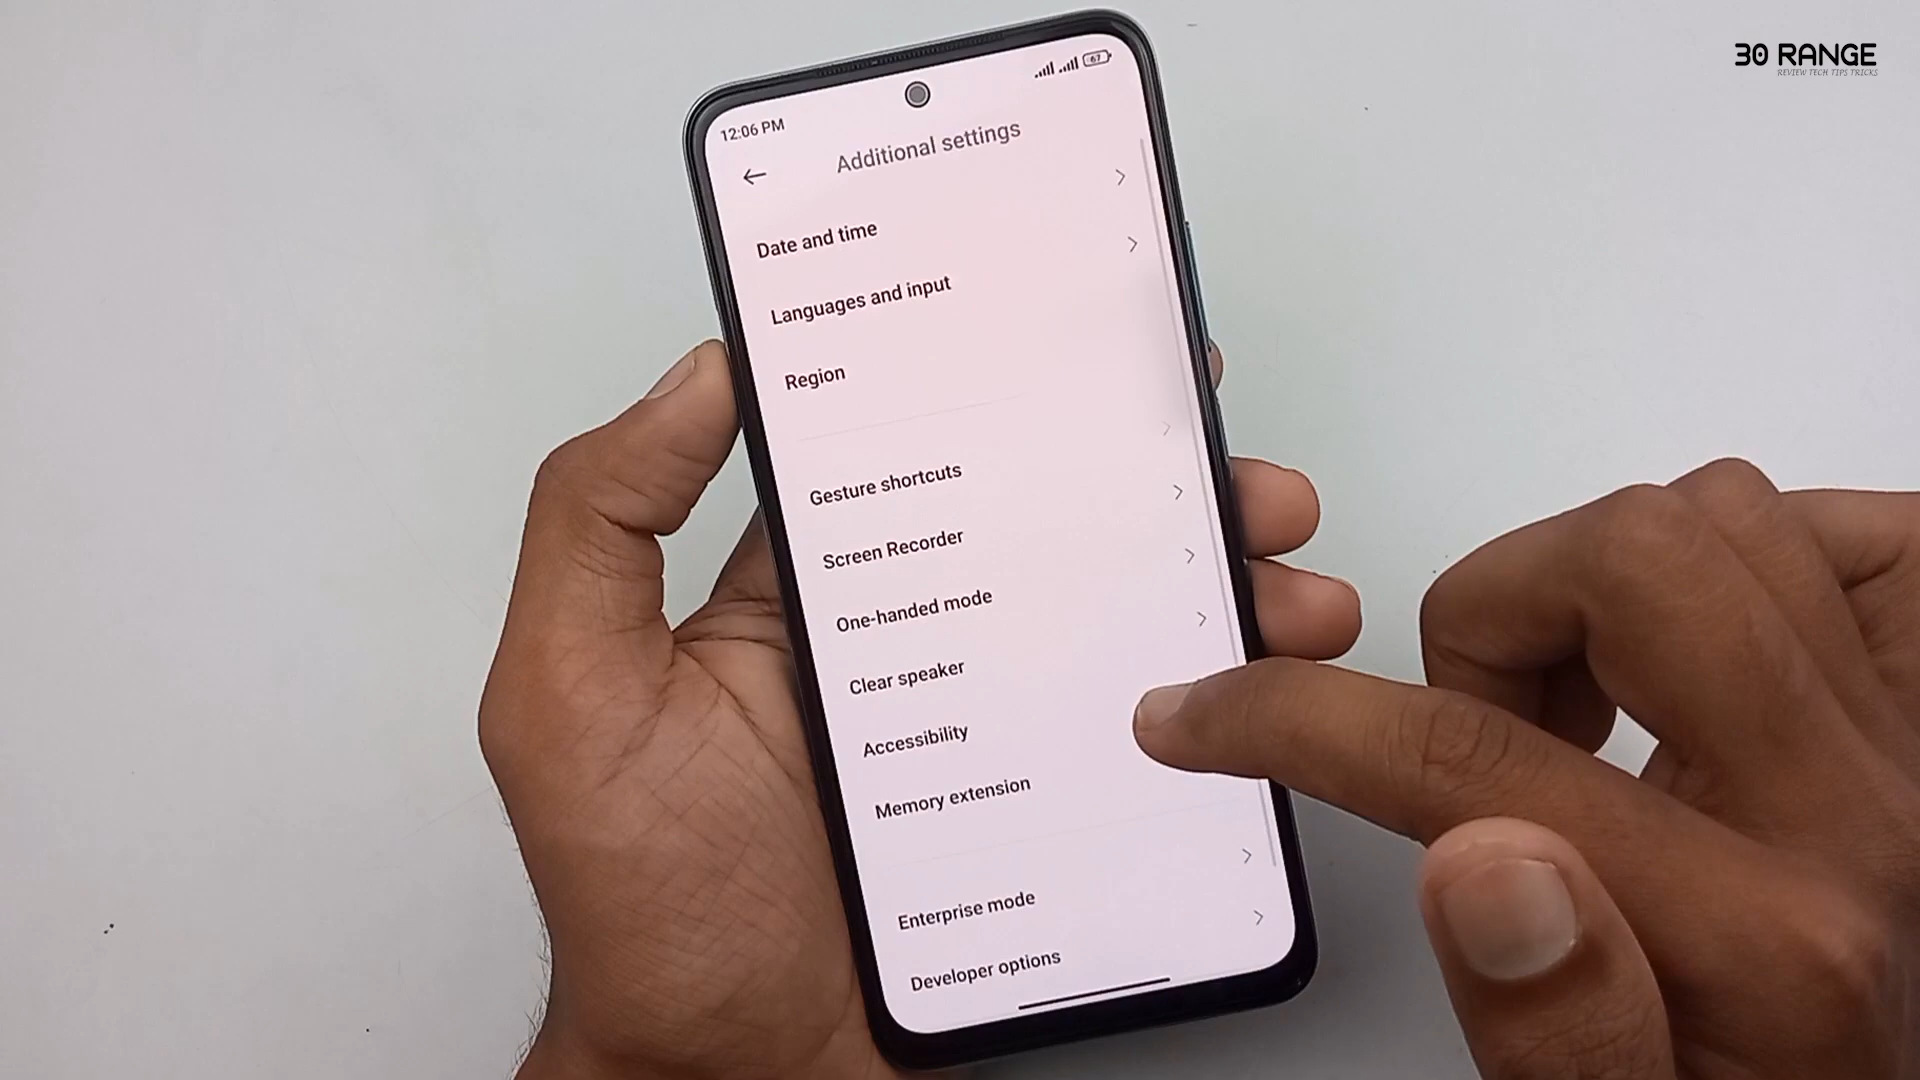 30 RANGE
REVIEW TECH TIPS TRICKS
12:06 PM
67
Additional settings
Date and time
Languages and input
Region
Gesture shortcuts
Screen Recorder
One-handed mode
Clear speaker
Accessibility
Memory extension
Enterprise mode
Developer options